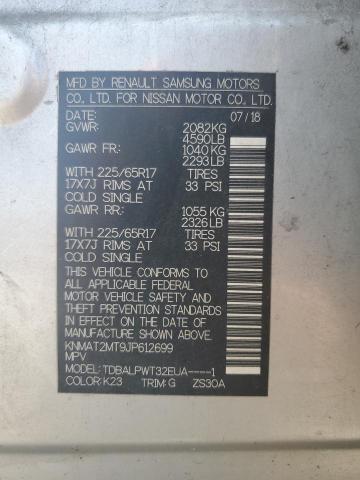 MFD BY RENAULT SAMSUNG MOTORS
CO., LTD. FOR NISSAN MOTOR CO., LTD.
DATE: 07/18
GVWR: 2082KG
4590LB
GAWR FR: 1040KG
2293LB
WITH 225/65R17 TIRES
17X7J RIMS AT 33 PSI
COLD SINGLE
GAWR RR: 1055KG
2326LB
WITH 225/65R17 TIRES
17X7J RIMS AT 33 PSI
COLD SINGLE
THIS VEHICLE CONFORMS TO
ALL APPLICABLE FEDERAL
MOTOR VEHICLE SAFETY AND
THEFT PREVENTION STANDARDS
IN EFFECT ON THE DATE
OF MANUFACTURE SHOWN ABOVE.
KNMAT2MT9JP612699
MPV
MODEL: TDBALPWT32EUA-----1
COLOR: K23 TRIM: G ZS30A